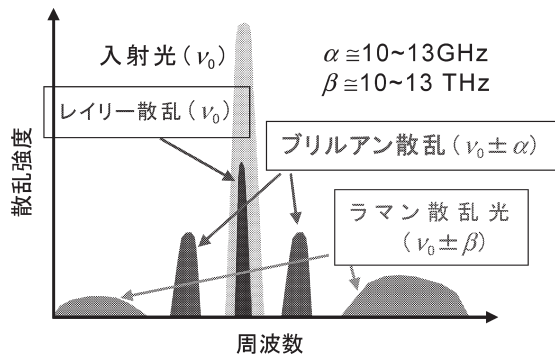 入射光(ν₀)
α≅10~13GHz
β≅10~13 THz
レイリー散乱(ν₀)
ブリルアン散乱(ν₀±α)
ラマン散乱光
(ν₀±β)
散乱強度
周波数